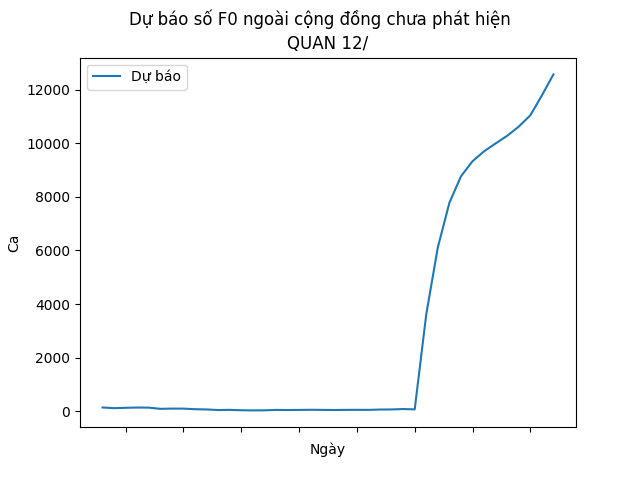 Dự báo số F0 ngoài cộng đồng chưa phát hiện
QUAN 12/
Dự báo
12000
10000
8000
6000
4000
2000
0
Ca
Ngày